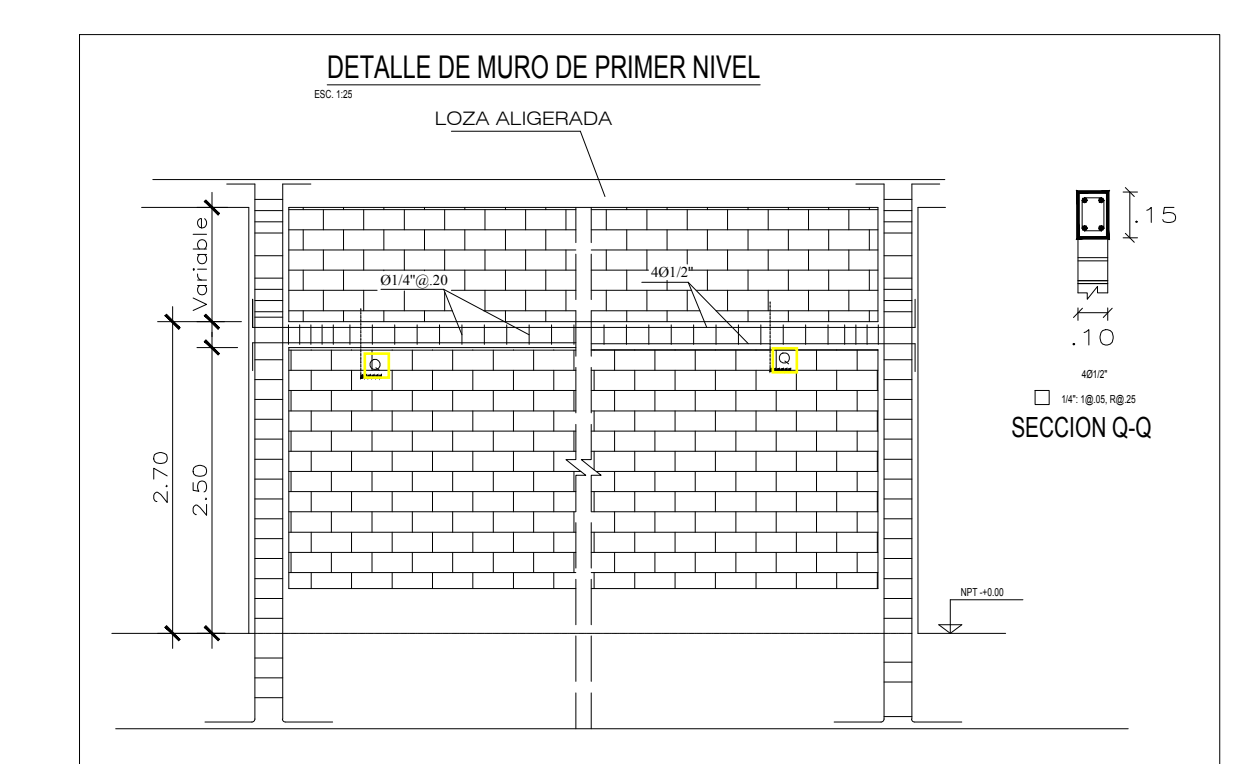 DETALLE DE MURO DE PRIMER NIVEL
ESC. 1:25
LOZA ALIGERADA
Variable
Ø1/4"@.20
4Ø1/2"
.15
.10
Q
Q
4Ø1/2"
1/4": 1@.05, R@.25
SECCION Q-Q
2.70
2.50
NPT -+0.00